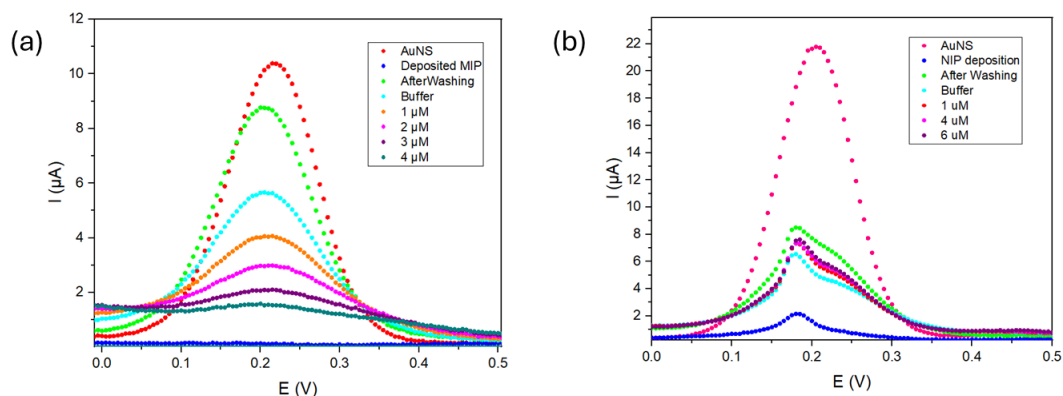 (a)
12
10
8
6
4
2
0.0 0.1 0.2 0.3 0.4 0.5
I (µA)
E (V)
AuNS
Deposited MIP
AfterWashing
Buffer
1 µM
2 µM
3 µM
4 µM
(b)
22
20
18
16
14
12
10
8
6
4
2
0.0 0.1 0.2 0.3 0.4 0.5
I (µA)
E (V)
AuNS
NIP deposition
After Washing
Buffer
1 uM
4 uM
6 uM